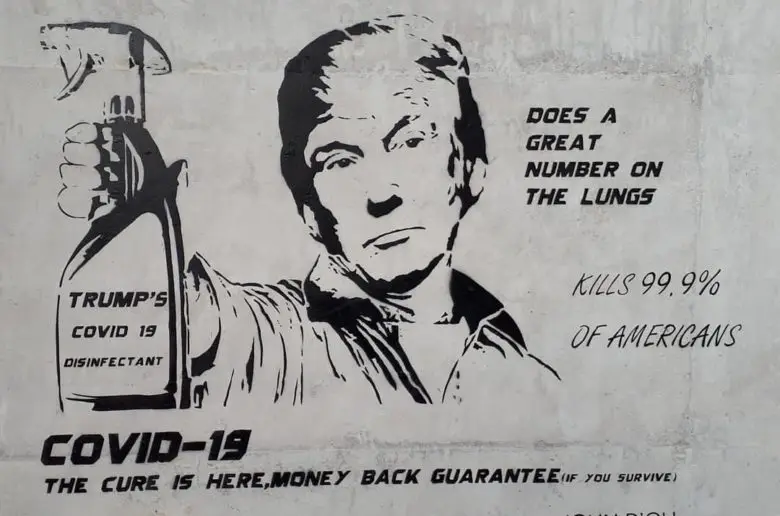 DOES A
GREAT
NUMBER ON
THE LUNGS
KILLS 99.9%
OF AMERICANS
TRUMP'S
COVID 19
DISINFECTANT
COVID-19
THE CURE IS HERE,MONEY BACK GUARANTEE(IF YOU SURVIVE)